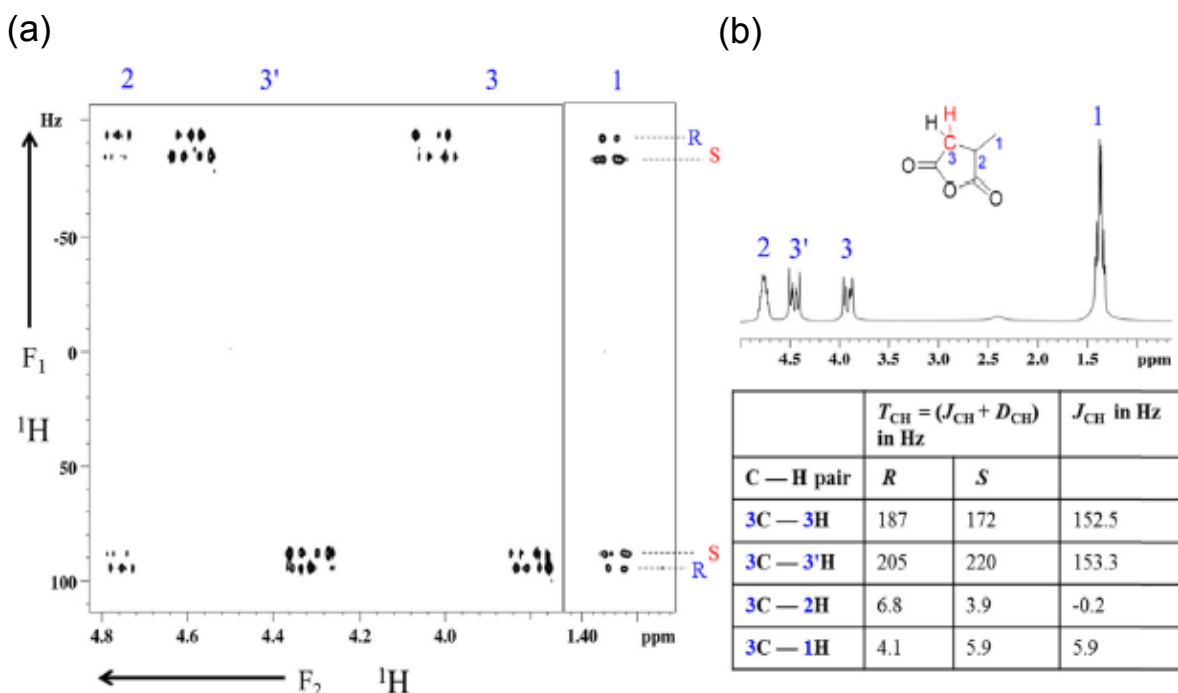 (a)
2 3' 3 1
Hz
R
S
-50
F1
0
1H
50
S
R
100
4.8 4.6 4.4 4.2 4.0 1.40 ppm
F2 1H
(b)
H H
O O O
3 2 1
1
2 3' 3
4.5 4.0 3.0 2.5 2.0 1.5 ppm
TCH = (JCH + DCH) in Hz JCH in Hz
C — H pair R S
3C — 3H 187 172 152.5
3C — 3'H 205 220 153.3
3C — 2H 6.8 3.9 -0.2
3C — 1H 4.1 5.9 5.9